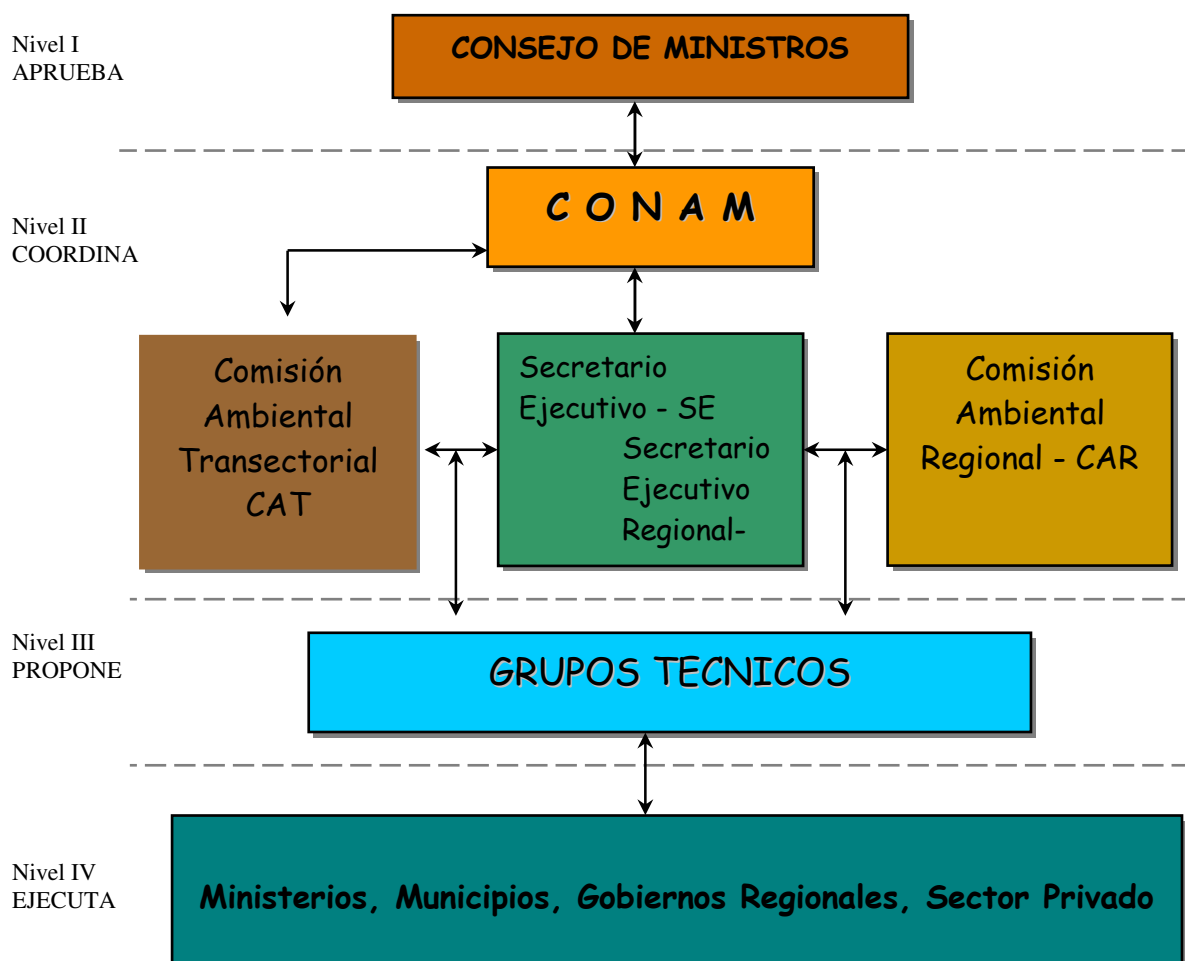 Nivel I
APRUEBA
CONSEJO DE MINISTROS
Nivel II
COORDINA
C O N A M
Comisión
Ambiental
Transectorial
CAT
Secretario
Ejecutivo - SE
Secretario
Ejecutivo
Regional-
Comisión
Ambiental
Regional - CAR
Nivel III
PROPONE
GRUPOS TECNICOS
Nivel IV
EJECUTA
Ministerios, Municipios, Gobiernos Regionales, Sector Privado